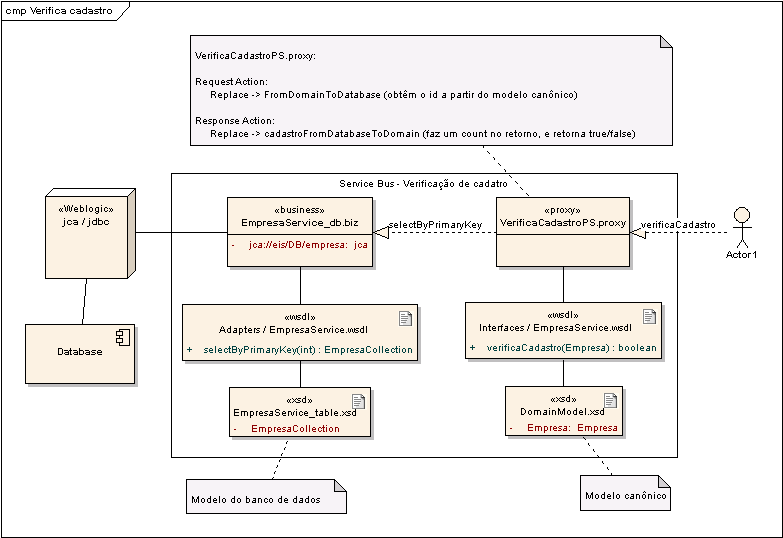 cmp Verifica cadastro
VerificaCadastroPS.proxy:
Request Action:
Replace -> FromDomainToDatabase (obtêm o id a partir do modelo canônico)
Response Action:
Replace -> cadastroFromDatabaseToDomain (faz um count no retorno, e retorna true/false)
Service Bus - Verificação de cadatro
«Weblogic»
jca / jdbc
«business»
EmpresaService_db.biz
- jca://eis/DB/empresa: jca
selectByPrimaryKey
«proxy»
VerificaCadastroPS.proxy
verificaCadastro
Actor1
«wsdl»
Adapters / EmpresaService.wsdl
+ selectByPrimaryKey(int) : EmpresaCollection
«wsdl»
Interfaces / EmpresaService.wsdl
+ verificaCadastro(Empresa) : boolean
Database
«xsd»
EmpresaService_table.xsd
- EmpresaCollection
«xsd»
DomainModel.xsd
- Empresa: Empresa
Modelo do banco de dados
Modelo canônico